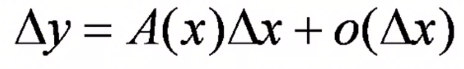 Δy = A(x)Δx + o(Δx)